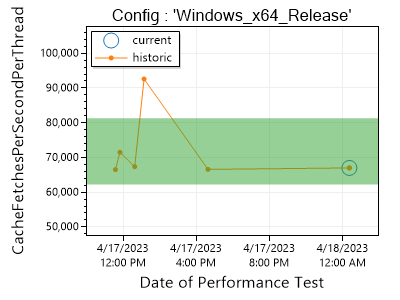 Config : 'Windows_x64_Release'
current
historic
CacheFetchesPerSecondPerThread
100,000
90,000
80,000
70,000
60,000
50,000
4/17/2023 4/17/2023 4/17/2023 4/18/2023
12:00 PM 4:00 PM 8:00 PM 12:00 AM
Date of Performance Test